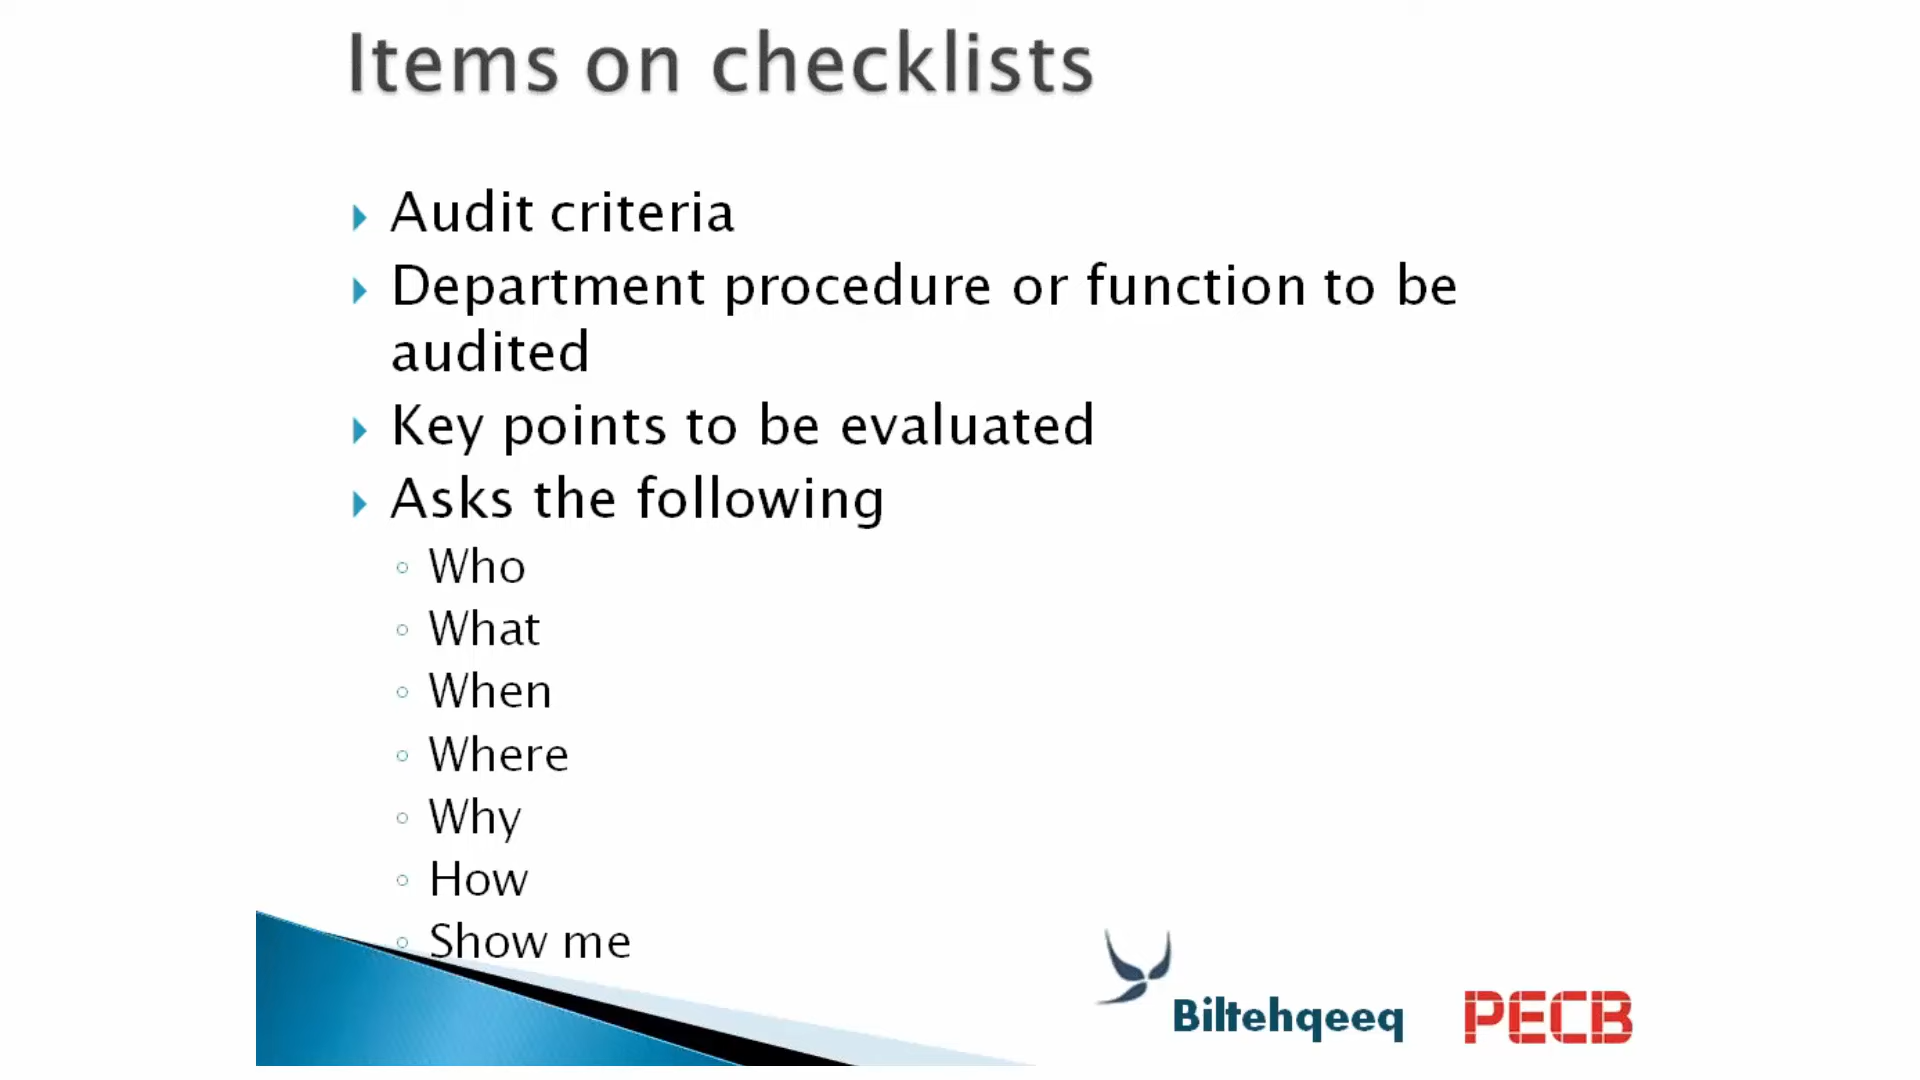 Items on checklists
Audit criteria
Department procedure or function to be
audited
Key points to be evaluated
Asks the following
Who
What
When
Where
Why
How
Show me
Biltehqeeq
PECB